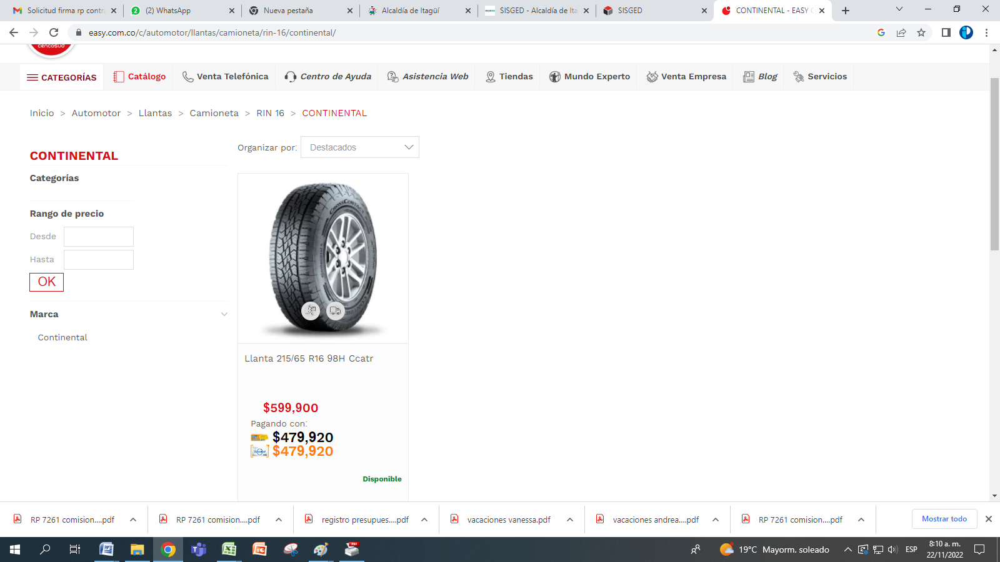 Solicitud firma rp contra
(2) WhatsApp
Nueva pestaña
Alcaldía de Itagüí
SISGED - Alcaldía de Ita
SISGED
CONTINENTAL - EASY C
easy.com.co/c/automotor/llantas/camioneta/rin-16/continental/
cencosud
CATEGORÍAS
Catálogo
Venta Telefónica
Centro de Ayuda
Asistencia Web
Tiendas
Mundo Experto
Venta Empresa
Blog
Servicios
Inicio > Automotor > Llantas > Camioneta > RIN 16 > CONTINENTAL
Organizar por: Destacados
CONTINENTAL
Categorías
Rango de precio
Desde
Hasta
OK
Marca
Continental
CROSSCONTACT
Llanta 215/65 R16 98H Ccatr
$599,900
Pagando con:
$479,920
cencosud
$479,920
Disponible
RP 7261 comision....pdf
RP 7261 comision....pdf
registro presupues....pdf
vacaciones vanessa.pdf
vacaciones andrea....pdf
RP 7261 comision....pdf
Mostrar todo
19°C Mayorm. soleado
ESP
8:10 a. m.
22/11/2022